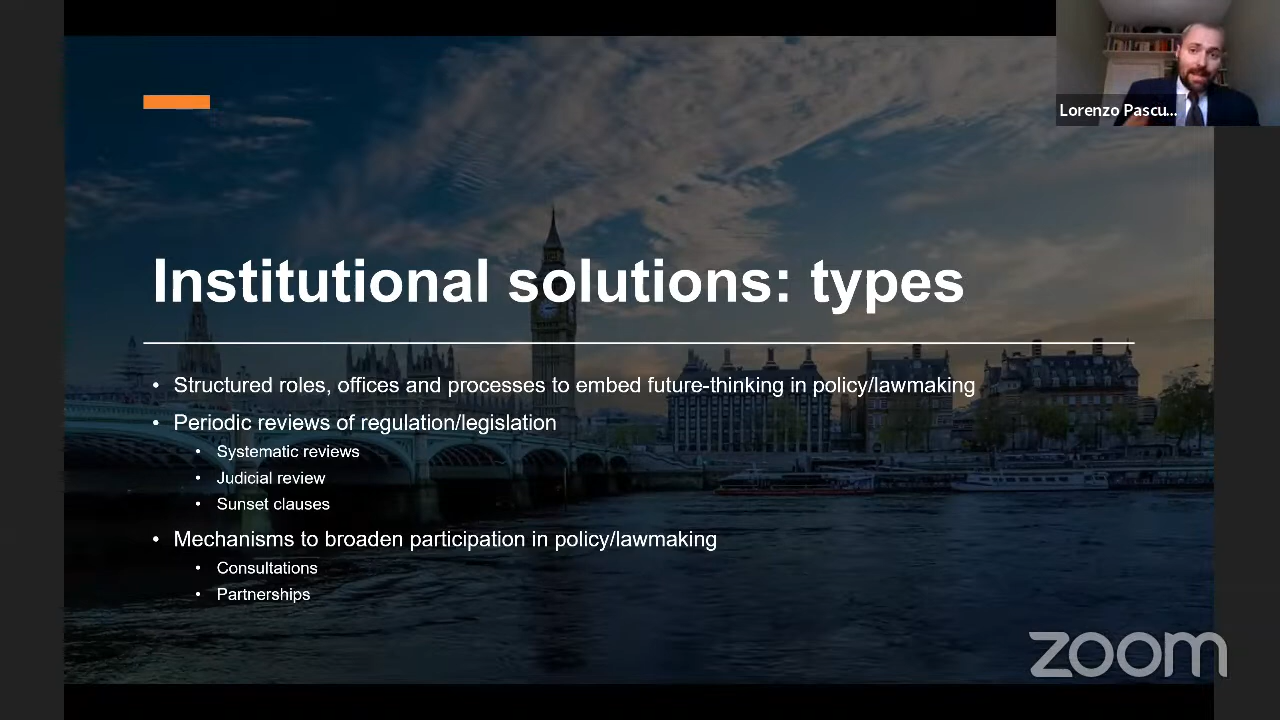 Lorenzo Pascu...
Institutional solutions: types
• Structured roles, offices and processes to embed future-thinking in policy/lawmaking
• Periodic reviews of regulation/legislation
• Systematic reviews
• Judicial review
• Sunset clauses
• Mechanisms to broaden participation in policy/lawmaking
• Consultations
• Partnerships
zoom